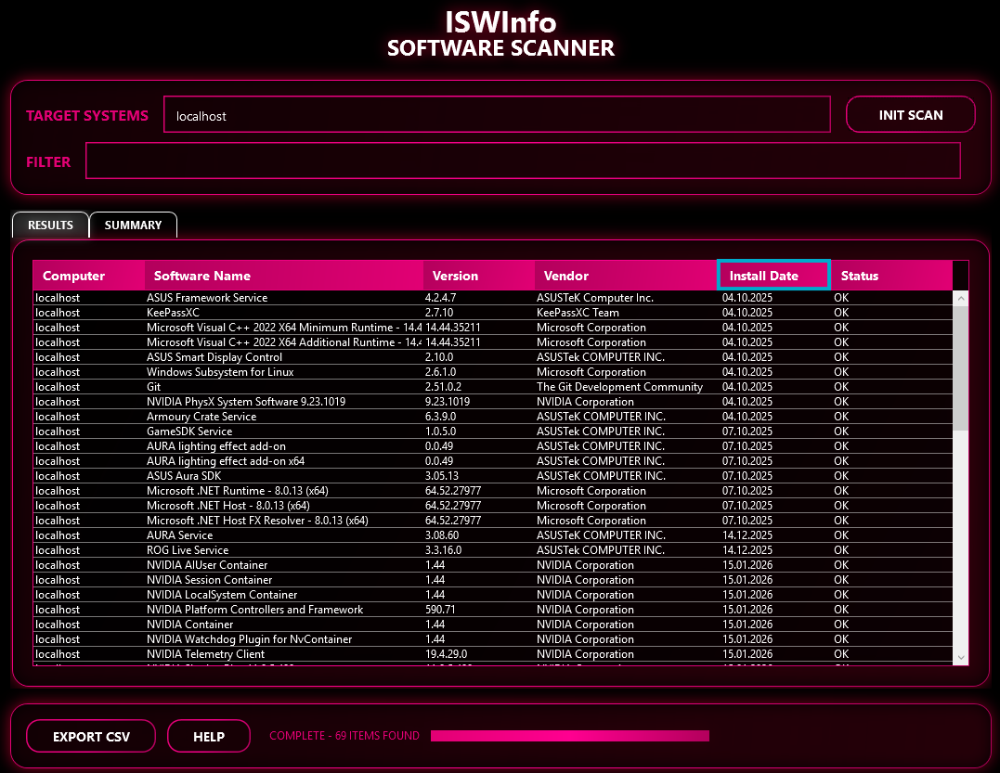 ISWInfo
SOFTWARE SCANNER
TARGET SYSTEMS localhost INIT SCAN
FILTER
RESULTS SUMMARY
Computer Software Name Version Vendor Install Date Status
localhost ASUS Framework Service 4.2.4.7 ASUSTeK Computer Inc. 04.10.2025 OK
localhost KeePassXC 2.7.10 KeePassXC Team 04.10.2025 OK
localhost Microsoft Visual C++ 2022 X64 Minimum Runtime - 14.4 14.44.35211 Microsoft Corporation 04.10.2025 OK
localhost Microsoft Visual C++ 2022 X64 Additional Runtime - 14.4 14.44.35211 Microsoft Corporation 04.10.2025 OK
localhost ASUS Smart Display Control 2.10.0 ASUSTek COMPUTER INC. 04.10.2025 OK
localhost Windows Subsystem for Linux 2.6.1.0 Microsoft Corporation 04.10.2025 OK
localhost Git 2.51.0.2 The Git Development Community 04.10.2025 OK
localhost NVIDIA PhysX System Software 9.23.1019 9.23.1019 NVIDIA Corporation 04.10.2025 OK
localhost Armoury Crate Service 6.3.9.0 ASUSTeK COMPUTER INC. 04.10.2025 OK
localhost GameSDK Service 1.0.5.0 ASUSTeK COMPUTER INC. 07.10.2025 OK
localhost AURA lighting effect add-on 0.0.49 ASUSTeK COMPUTER INC. 07.10.2025 OK
localhost AURA lighting effect add-on x64 0.0.49 ASUSTeK COMPUTER INC. 07.10.2025 OK
localhost ASUS Aura SDK 3.05.13 ASUSTeK COMPUTER INC. 07.10.2025 OK
localhost Microsoft .NET Runtime - 8.0.13 (x64) 64.52.27977 Microsoft Corporation 07.10.2025 OK
localhost Microsoft .NET Host - 8.0.13 (x64) 64.52.27977 Microsoft Corporation 07.10.2025 OK
localhost Microsoft .NET Host FX Resolver - 8.0.13 (x64) 64.52.27977 Microsoft Corporation 07.10.2025 OK
localhost AURA Service 3.08.60 ASUSTeK COMPUTER INC. 14.12.2025 OK
localhost ROG Live Service 3.3.16.0 ASUSTeK COMPUTER INC. 14.12.2025 OK
localhost NVIDIA AIUser Container 1.44 NVIDIA Corporation 15.01.2026 OK
localhost NVIDIA Session Container 1.44 NVIDIA Corporation 15.01.2026 OK
localhost NVIDIA LocalSystem Container 1.44 NVIDIA Corporation 15.01.2026 OK
localhost NVIDIA Platform Controllers and Framework 590.71 NVIDIA Corporation 15.01.2026 OK
localhost NVIDIA Container 1.44 NVIDIA Corporation 15.01.2026 OK
localhost NVIDIA Watchdog Plugin for NvContainer 1.44 NVIDIA Corporation 15.01.2026 OK
localhost NVIDIA Telemetry Client 19.4.29.0 NVIDIA Corporation 15.01.2026 OK
EXPORT CSV HELP COMPLETE - 69 ITEMS FOUND